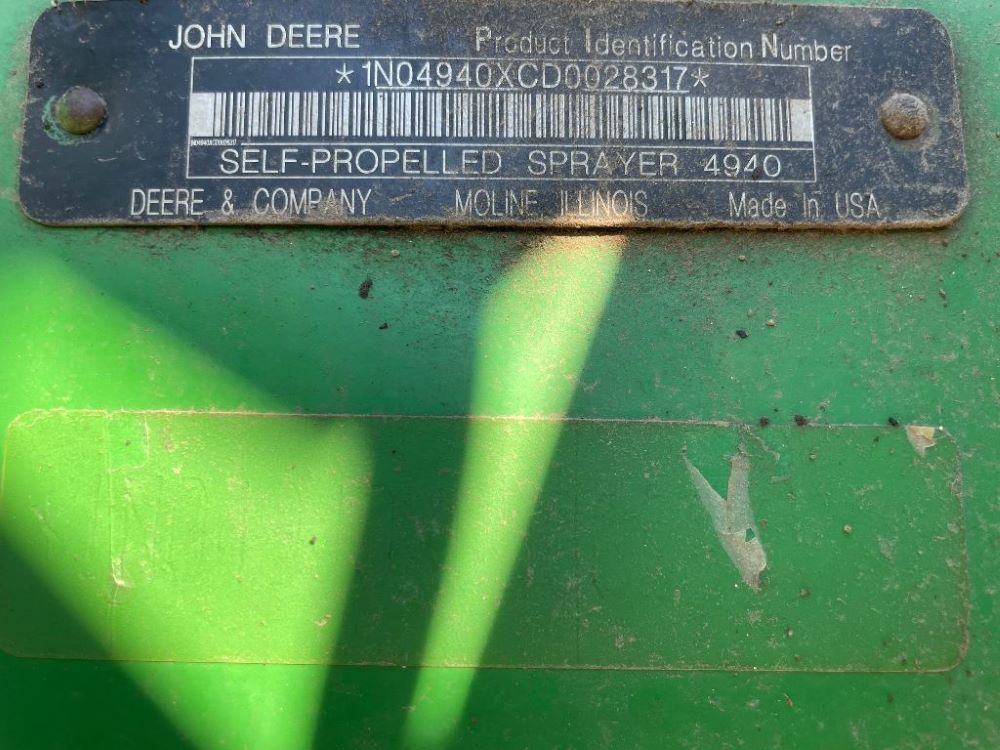 JOHN DEERE Product Identification Number
*1N04940XCD0028317*
SELF-PROPELLED SPRAYER 4940
DEERE & COMPANY MOLINE ILLINOIS Made In USA